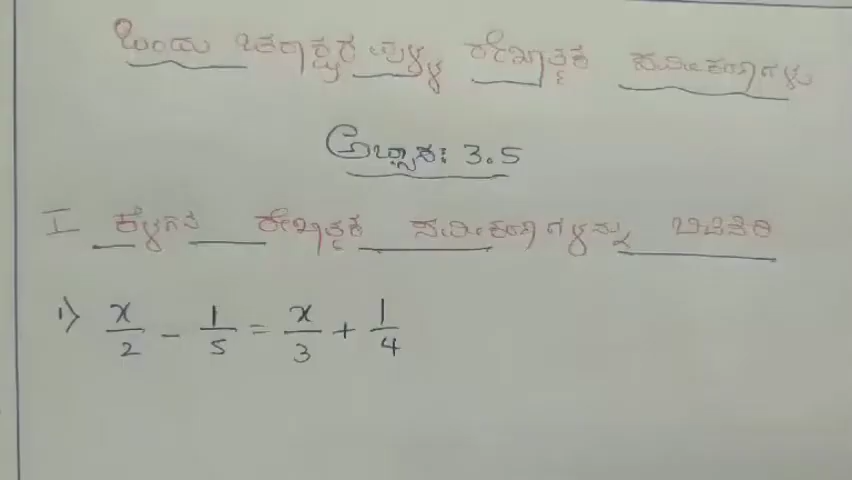 ಒಂದು ಚರಾಕ್ಷರವುಳ್ಳ ರೇಖಾತ್ಮಕ ಸಮೀಕರಣಗಳು
ಅಭ್ಯಾಸ: 3.5
I ಕೆಳಗಿನ ರೇಖಾತ್ಮಕ ಸಮೀಕರಣಗಳನ್ನು ಬಿಡಿಸಿರಿ
1) x/2 - 1/5 = x/3 + 1/4